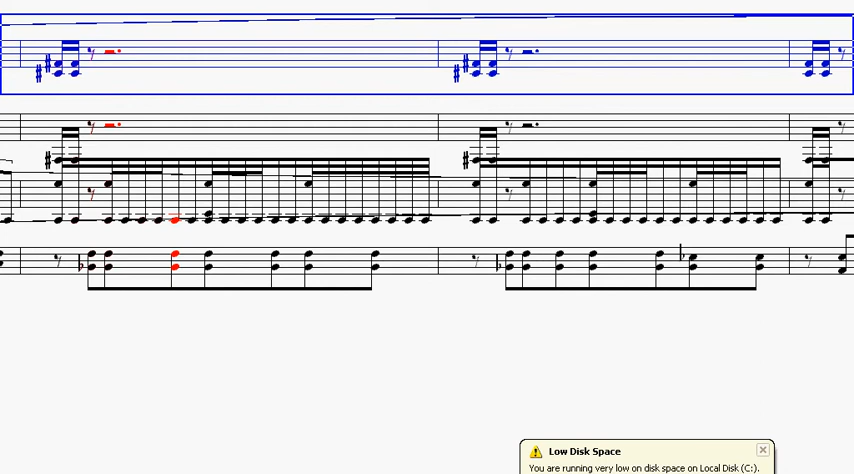 Low Disk Space
You are running very low on disk space on Local Disk (C:).